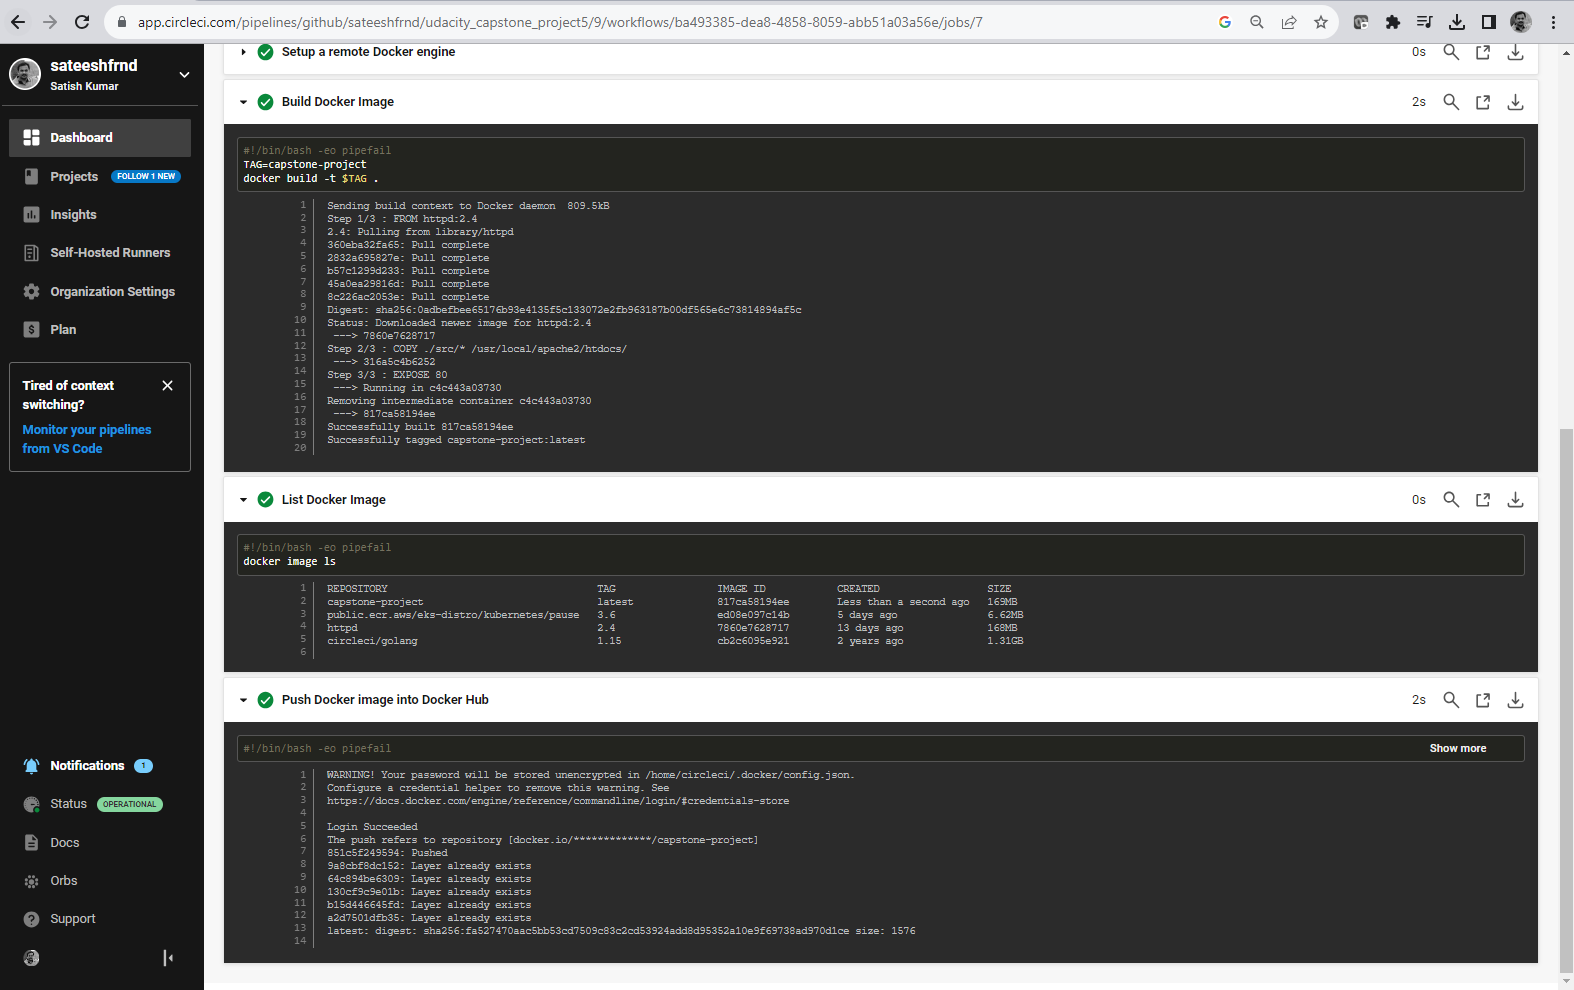 app.circleci.com/pipelines/github/sateeshfrnd/udacity_capstone_project5/9/workflows/ba493385-dea8-4858-8059-abb51a03a56e/jobs/7
sateeshfrnd
Satish Kumar
Dashboard
Projects FOLLOW 1 NEW
Insights
Self-Hosted Runners
Organization Settings
Plan
Tired of context
switching?
Monitor your pipelines
from VS Code
Notifications 1
Status OPERATIONAL
Docs
Orbs
Support
Setup a remote Docker engine 0s
Build Docker Image 2s
#!/bin/bash -eo pipefail
TAG=capstone-project
docker build -t $TAG .
1 Sending build context to Docker daemon  809.5kB
2 Step 1/3 : FROM httpd:2.4
3 2.4: Pulling from library/httpd
4 360eba32fa65: Pull complete
5 2832a695827e: Pull complete
6 b57c1299d233: Pull complete
7 45a0ea29816d: Pull complete
8 8c226ac2053e: Pull complete
9 Digest: sha256:0adbefbee65176b93e4135f5c133072e2fb963187b00df565e6c73814894af5c
10 Status: Downloaded newer image for httpd:2.4
11 ---> 7860e7628717
12 Step 2/3 : COPY ./src/* /usr/local/apache2/htdocs/
13 ---> 316a5c4b6252
14 Step 3/3 : EXPOSE 80
15 ---> Running in c4c443a03730
16 Removing intermediate container c4c443a03730
17 ---> 817ca58194ee
18 Successfully built 817ca58194ee
19 Successfully tagged capstone-project:latest
20
List Docker Image 0s
#!/bin/bash -eo pipefail
docker image ls
1 REPOSITORY TAG IMAGE ID CREATED SIZE
2 capstone-project latest 817ca58194ee Less than a second ago 169MB
3 public.ecr.aws/eks-distro/kubernetes/pause 3.6 ed08e097c14b 5 days ago 6.62MB
4 httpd 2.4 7860e7628717 13 days ago 168MB
5 circleci/golang 1.15 cb2c6095e921 2 years ago 1.31GB
6
Push Docker image into Docker Hub 2s
#!/bin/bash -eo pipefail Show more
1 WARNING! Your password will be stored unencrypted in /home/circleci/.docker/config.json.
2 Configure a credential helper to remove this warning. See
3 https://docs.docker.com/engine/reference/commandline/login/#credentials-store
4
5 Login Succeeded
6 The push refers to repository [docker.io/*************/capstone-project]
7 851c5f249594: Pushed
8 9a8cbf8dc152: Layer already exists
9 64c894be6309: Layer already exists
10 130cf9c9e01b: Layer already exists
11 b15d446645fd: Layer already exists
12 a2d7501dfb35: Layer already exists
13 latest: digest: sha256:fa527470aac5bb53cd7509c83c2cd53924add8d95352a10e9f69738ad970d1ce size: 1576
14